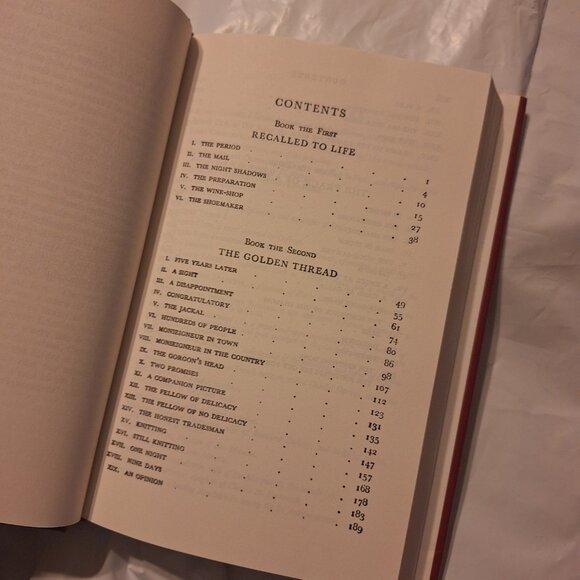 CONTENTS
BOOK THE FIRST
RECALLED TO LIFE
I. THE PERIOD 1
II. THE MAIL 4
III. THE NIGHT SHADOWS 10
IV. THE PREPARATION 15
V. THE WINE-SHOP 27
VI. THE SHOEMAKER 38
BOOK THE SECOND
THE GOLDEN THREAD
I. FIVE YEARS LATER 49
II. A SIGHT 55
III. A DISAPPOINTMENT 61
IV. CONGRATULATORY 74
V. THE JACKAL 80
VI. HUNDREDS OF PEOPLE 86
VII. MONSEIGNEUR IN TOWN 98
VIII. MONSEIGNEUR IN THE COUNTRY 107
IX. THE GORGON'S HEAD 112
X. TWO PROMISES 123
XI. A COMPANION PICTURE 131
XII. THE FELLOW OF DELICACY 135
XIII. THE FELLOW OF NO DELICACY 142
XIV. THE HONEST TRADESMAN 147
XV. KNITTING 157
XVI. STILL KNITTING 168
XVII. ONE NIGHT 178
XVIII. NINE DAYS 183
XIX. AN OPINION 189